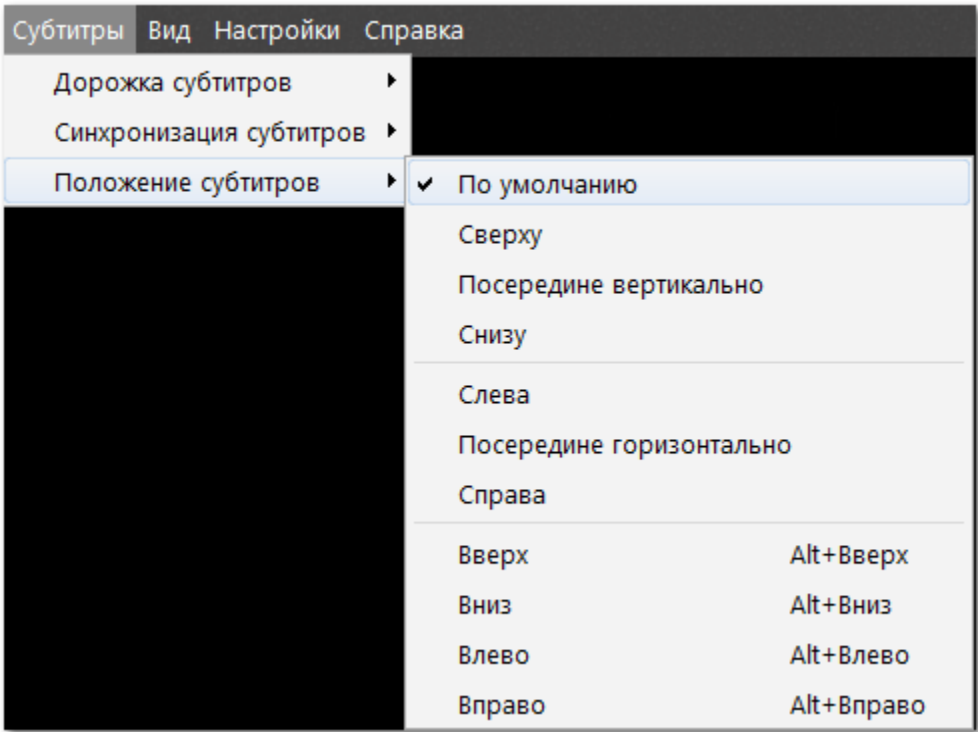 Субтитры Вид Настройки Справка
Дорожка субтитров
Синхронизация субтитров
Положение субтитров
По умолчанию
Сверху
Посередине вертикально
Снизу
Слева
Посередине горизонтально
Справа
Вверх Alt+Вверх
Вниз Alt+Вниз
Влево Alt+Влево
Вправо Alt+Вправо